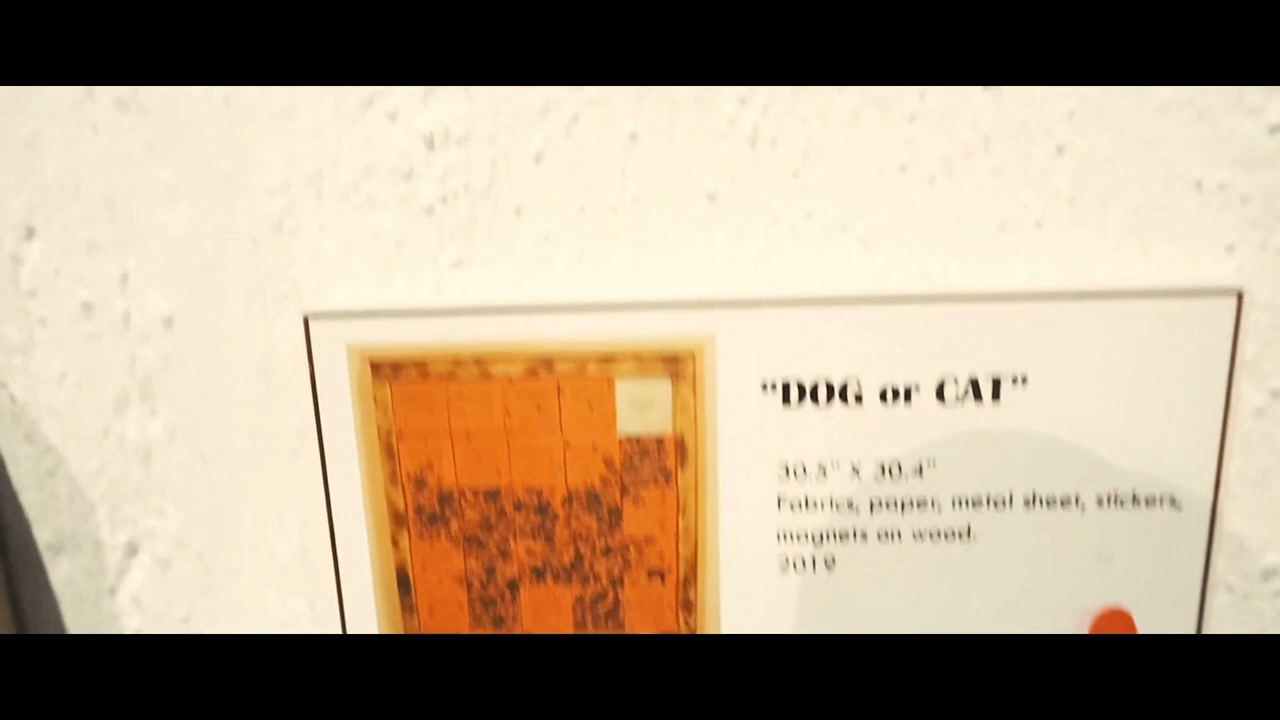 "DOG or CAT"
30.5" X 30.4"
Fabrics, paper, metal sheet, stickers,
magnets on wood.
2019